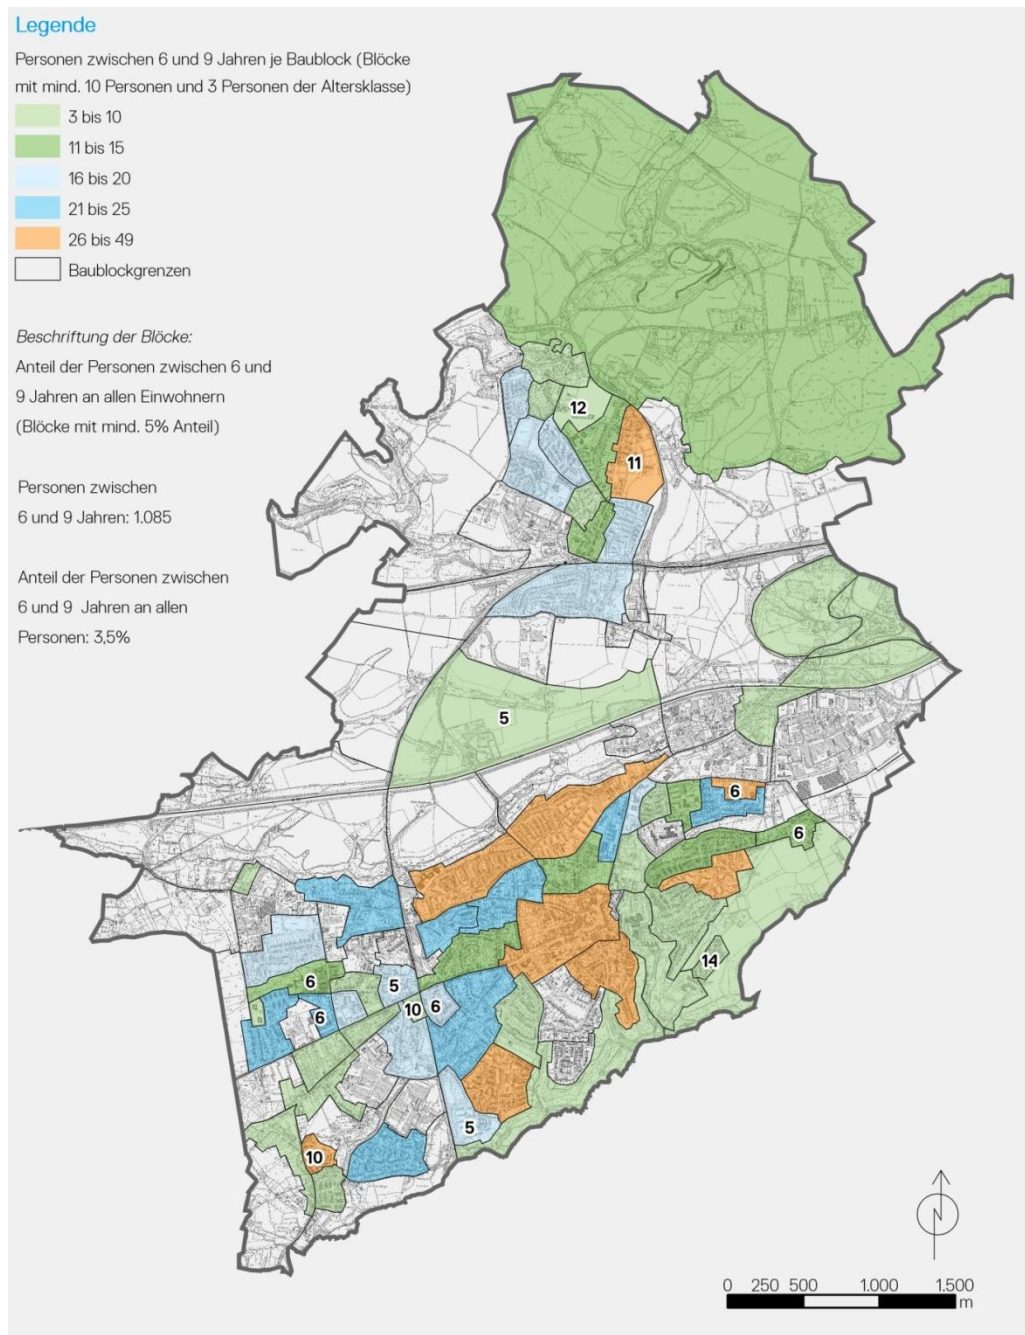 Legende
Personen zwischen 6 und 9 Jahren je Baublock (Blöcke
mit mind. 10 Personen und 3 Personen der Altersklasse)
3 bis 10
11 bis 15
16 bis 20
21 bis 25
26 bis 49
Baublockgrenzen
Beschriftung der Blöcke:
Anteil der Personen zwischen 6 und
9 Jahren an allen Einwohnern
(Blöcke mit mind. 5% Anteil)
Personen zwischen
6 und 9 Jahren: 1.085
Anteil der Personen zwischen
6 und 9 Jahren an allen
Personen: 3,5%
12
11
5
6
6
14
6
5
6
10
6
5
10
N
0 250 500 1.000 1.500
m